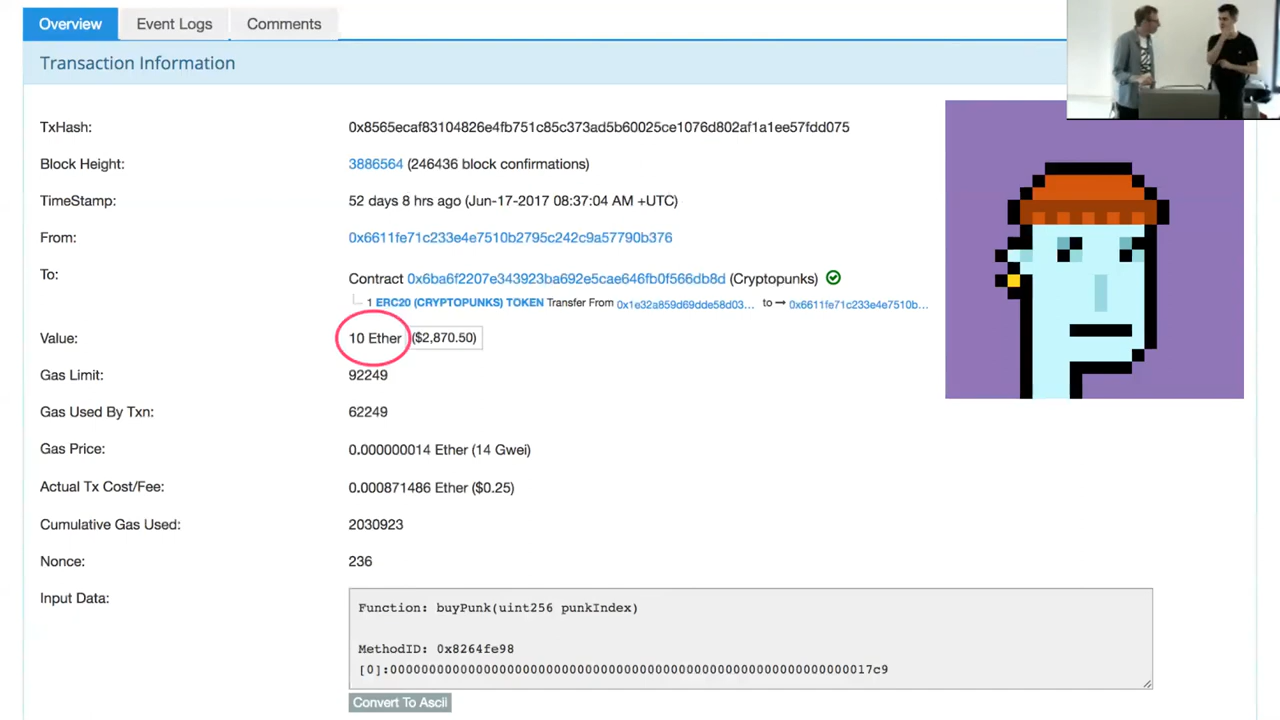 Overview Event Logs Comments
Transaction Information
TxHash: 0x8565ecaf83104826e4fb751c85c373ad5b60025ce1076d802af1a1ee57fdd075
Block Height: 3886564 (246436 block confirmations)
TimeStamp: 52 days 8 hrs ago (Jun-17-2017 08:37:04 AM +UTC)
From: 0x6611fe71c233e4e7510b2795c242c9a57790b376
To: Contract 0x6ba6f2207e343923ba692e5cae646fb0f566db8d (Cryptopunks)
1 ERC20 (CRYPTOPUNKS) TOKEN Transfer From 0x1e32a859d69dde58d03... to → 0x6611fe71c233e4e7510b...
Value: 10 Ether ($2,870.50)
Gas Limit: 92249
Gas Used By Txn: 62249
Gas Price: 0.000000014 Ether (14 Gwei)
Actual Tx Cost/Fee: 0.000871486 Ether ($0.25)
Cumulative Gas Used: 2030923
Nonce: 236
Input Data: Function: buyPunk(uint256 punkIndex)
MethodID: 0x8264fe98
[0]:00000000000000000000000000000000000000000000000000000000000017c9
Convert To Ascii